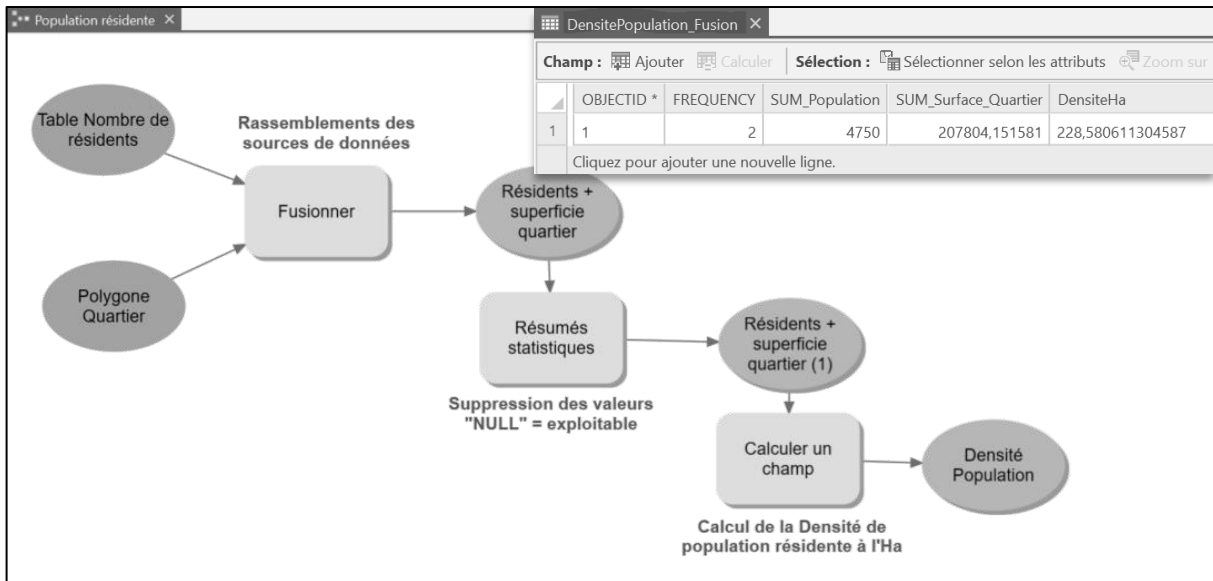 Population résidente ×
DensitePopulation_Fusion ×
Champ : Ajouter Calculer Sélection : Sélectionner selon les attributs Zoom sur
OBJECTID * FREQUENCY SUM_Population SUM_Surface_Quartier DensiteHa
1 1 2 4750 207804,151581 228,580611304587
Cliquez pour ajouter une nouvelle ligne.
Table Nombre de
résidents
Rassemblements des
sources de données
Fusionner
Résidents +
superficie
quartier
Polygone
Quartier
Résumés
statistiques
Résidents +
superficie
quartier (1)
Suppression des valeurs
"NULL" = exploitable
Calculer un
champ
Densité
Population
Calcul de la Densité de
population résidente à l'Ha